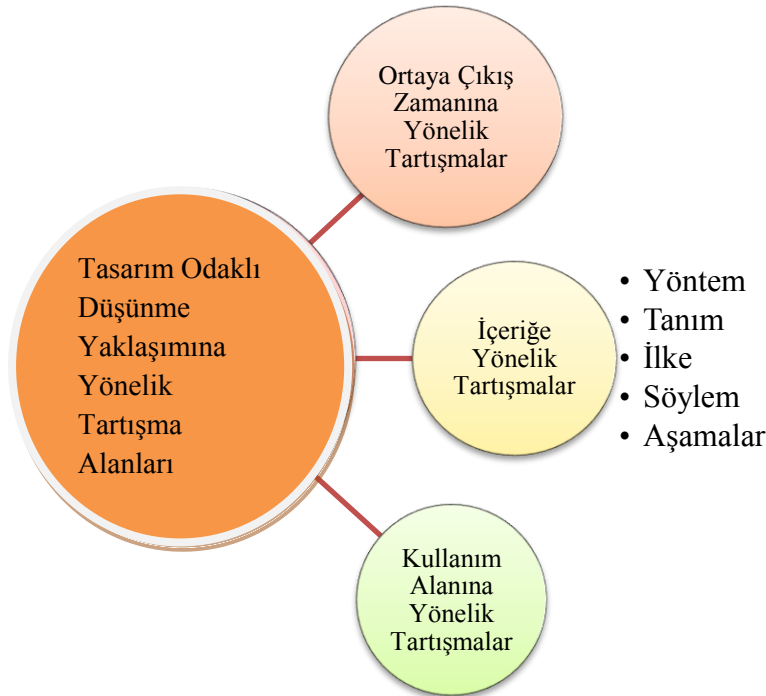 Ortaya Çıkış
Zamanına
Yönelik
Tartışmalar
Tasarım Odaklı
Düşünme
Yaklaşımına
Yönelik
Tartışma
Alanları
İçeriğe
Yönelik
Tartışmalar
• Yöntem
• Tanım
• İlke
• Söylem
• Aşamalar
Kullanım
Alanına
Yönelik
Tartışmalar